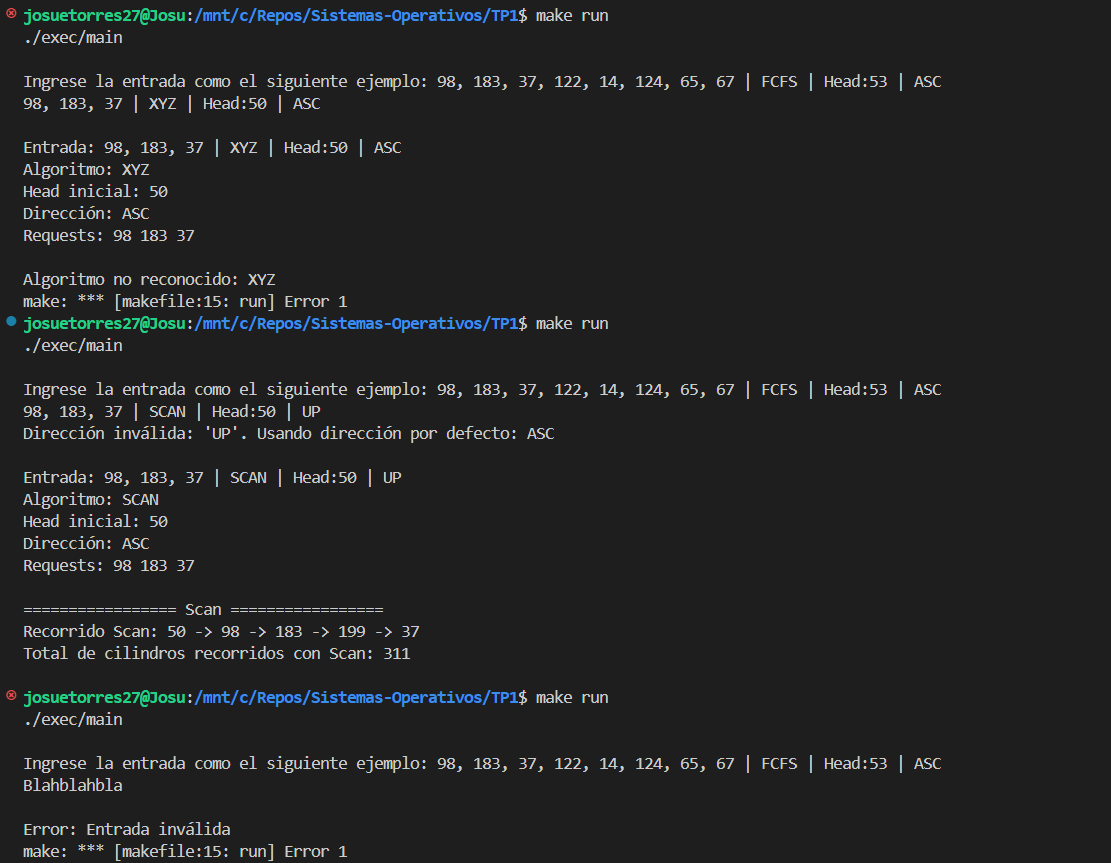 josuetorres27@Josu:/mnt/c/Repos/Sistemas-Operativos/TP1$ make run
./exec/main
Ingrese la entrada como el siguiente ejemplo: 98, 183, 37, 122, 14, 124, 65, 67 | FCFS | Head:53 | ASC
98, 183, 37 | XYZ | Head:50 | ASC
Entrada: 98, 183, 37 | XYZ | Head:50 | ASC
Algoritmo: XYZ
Head inicial: 50
Dirección: ASC
Requests: 98 183 37
Algoritmo no reconocido: XYZ
make: *** [makefile:15: run] Error 1
josuetorres27@Josu:/mnt/c/Repos/Sistemas-Operativos/TP1$ make run
./exec/main
Ingrese la entrada como el siguiente ejemplo: 98, 183, 37, 122, 14, 124, 65, 67 | FCFS | Head:53 | ASC
98, 183, 37 | SCAN | Head:50 | UP
Dirección inválida: 'UP'. Usando dirección por defecto: ASC
Entrada: 98, 183, 37 | SCAN | Head:50 | UP
Algoritmo: SCAN
Head inicial: 50
Dirección: ASC
Requests: 98 183 37
================= Scan =================
Recorrido Scan: 50 -> 98 -> 183 -> 199 -> 37
Total de cilindros recorridos con Scan: 311
josuetorres27@Josu:/mnt/c/Repos/Sistemas-Operativos/TP1$ make run
./exec/main
Ingrese la entrada como el siguiente ejemplo: 98, 183, 37, 122, 14, 124, 65, 67 | FCFS | Head:53 | ASC
Blahblahbla
Error: Entrada inválida
make: *** [makefile:15: run] Error 1